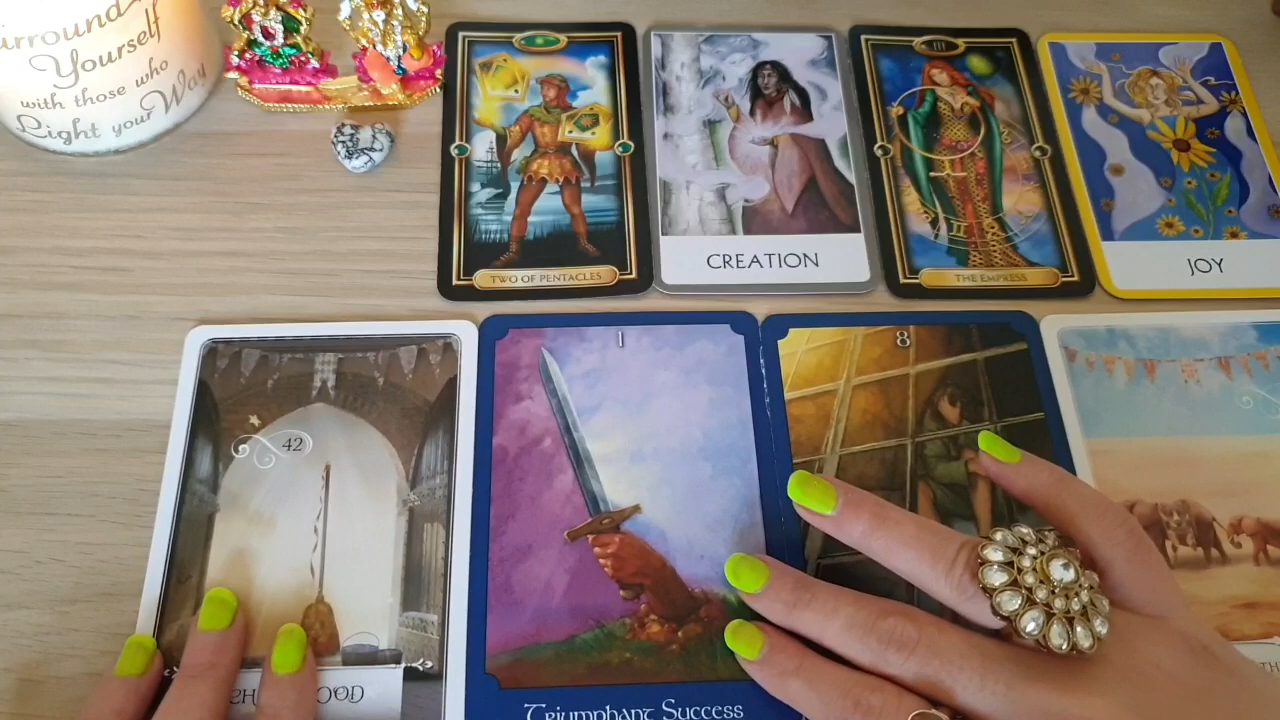 urround
Yourself
with those who
Light your Way
TWO OF PENTACLES
CREATION
III
THE EMPRESS
JOY
42
1
8
Triumphant Success